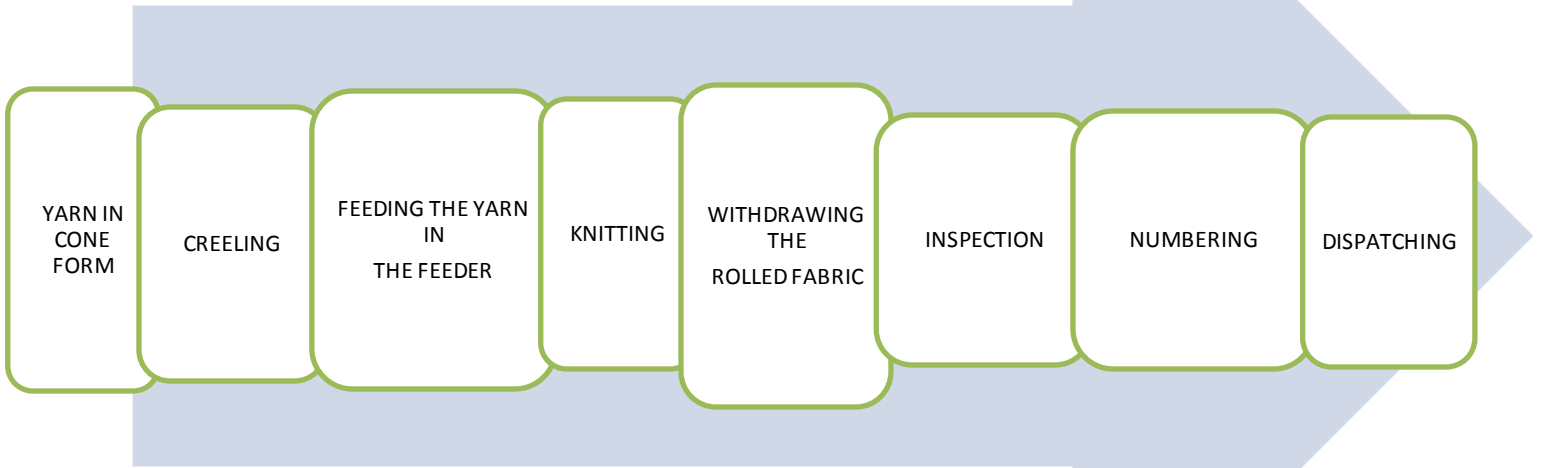 YARN IN
CONE
FORM
CREELING
FEEDING THE YARN
IN
THE FEEDER
KNITTING
WITHDRAWING
THE
ROLLED FABRIC
INSPECTION
NUMBERING
DISPATCHING